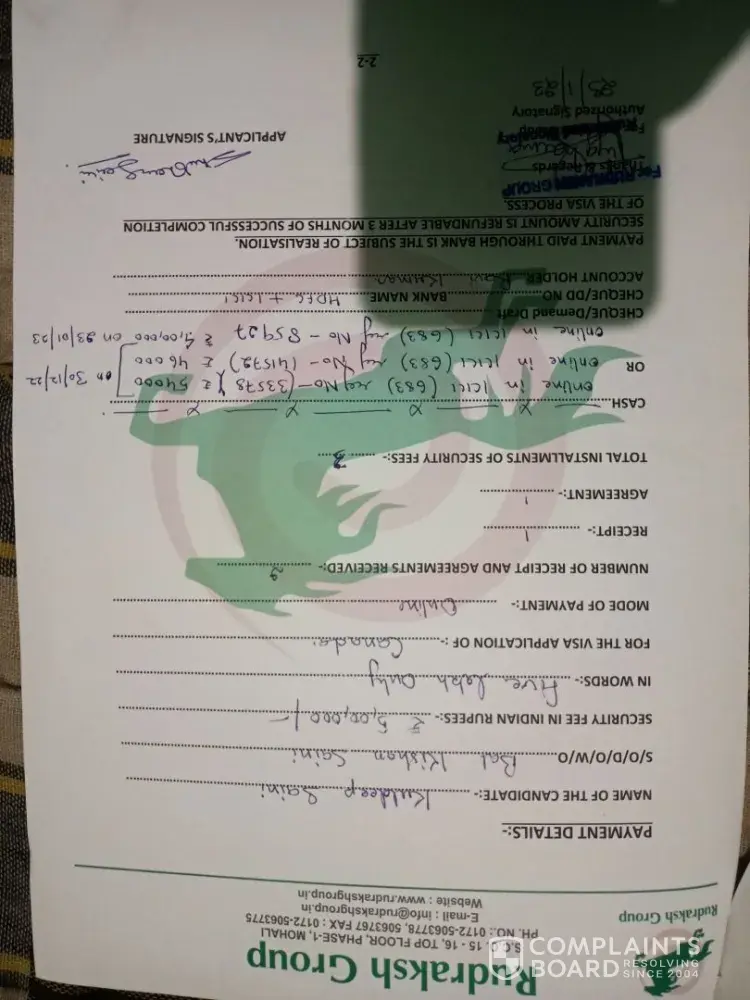 Rudraksh Group
Rudraksh Group
S.C.O. 15 - 16, TOP FLOOR, PHASE-1, MOHALI
PH. NO.: 0172-5063778, 5063767 FAX : 0172-5063775
E-mail : info@rudrakshgroup.in
Website : www.rudrakshgroup.in
PAYMENT DETAILS:-
NAME OF THE CANDIDATE:- Kuldeep Saini
S/O/D/O/W/O Bal Kishan Saini
SECURITY FEE IN INDIAN RUPEES:- ₹ 5,00,000/-
IN WORDS:- Five Lakh Only
FOR THE VISA APPLICATION OF :- Canada
MODE OF PAYMENT:- Online
NUMBER OF RECEIPT AND AGREEMENTS RECEIVED:- 2
RECEIPT:- 1
AGREEMENT:- 1
TOTAL INSTALLMENTS OF SECURITY FEES:- 3
CASH
online in ICICI (683) ref No- (33578) ₹ 54000
OR online in ICICI (683) ref No- (141572) ₹ 46000 on 30/12/22
online in ICICI (683) ref No- 855427 ₹ 4,00,000 on 23/01/23
CHEQUE/Demand Draft
CHEQUE/DD NO. BANK NAME HDFC + ICICI
ACCOUNT HOLDER Ravi Kumar
PAYMENT PAID THROUGH BANK IS THE SUBJECT OF REALISATION.
SECURITY AMOUNT IS REFUNDABLE AFTER 3 MONTHS OF SUCCESSFUL COMPLETION
OF THE VISA PROCESS.
For RUDRAKSH GROUP
Thanks & Regards
Authorized Signatory
23/1/23
APPLICANT'S SIGNATURE
2-2
COMPLAINTS
BOARD RESOLVING
SINCE 2004